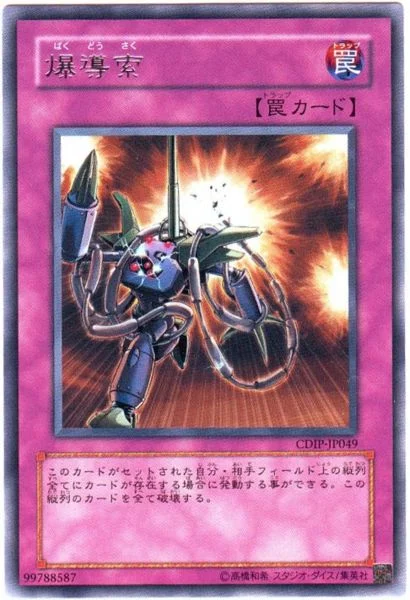 ばく どう さく
爆導索
トラップ
罠
トラップ
【罠カード】
CDIP-JP049
このカードがセットされた自分・相手フィールド上の縦列
全てにカードが存在する場合に発動する事ができる。この
縦列のカードを全て破壊する。
99788587
©高橋和希 スタジオ・ダイス/集英社